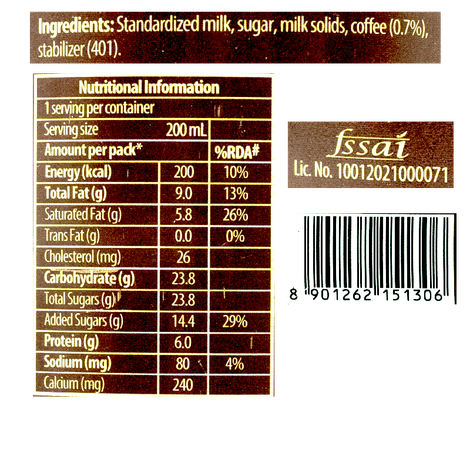 Ingredients: Standardized milk, sugar, milk solids, coffee (0.7%),
stabilizer (401).
Nutritional Information
1 serving per container
Serving size 200 mL
Amount per pack* %RDA#
Energy (kcal) 200 10%
Total Fat (g) 9.0 13%
Saturated Fat (g) 5.8 26%
Trans Fat (g) 0.0 0%
Cholesterol (mg) 26
Carbohydrate (g) 23.8
Total Sugars (g) 23.8
Added Sugars (g) 14.4 29%
Protein (g) 6.0
Sodium (mg) 80 4%
Calcium (mg) 240
fssai
Lic. No. 10012021000071
8 901262 151306